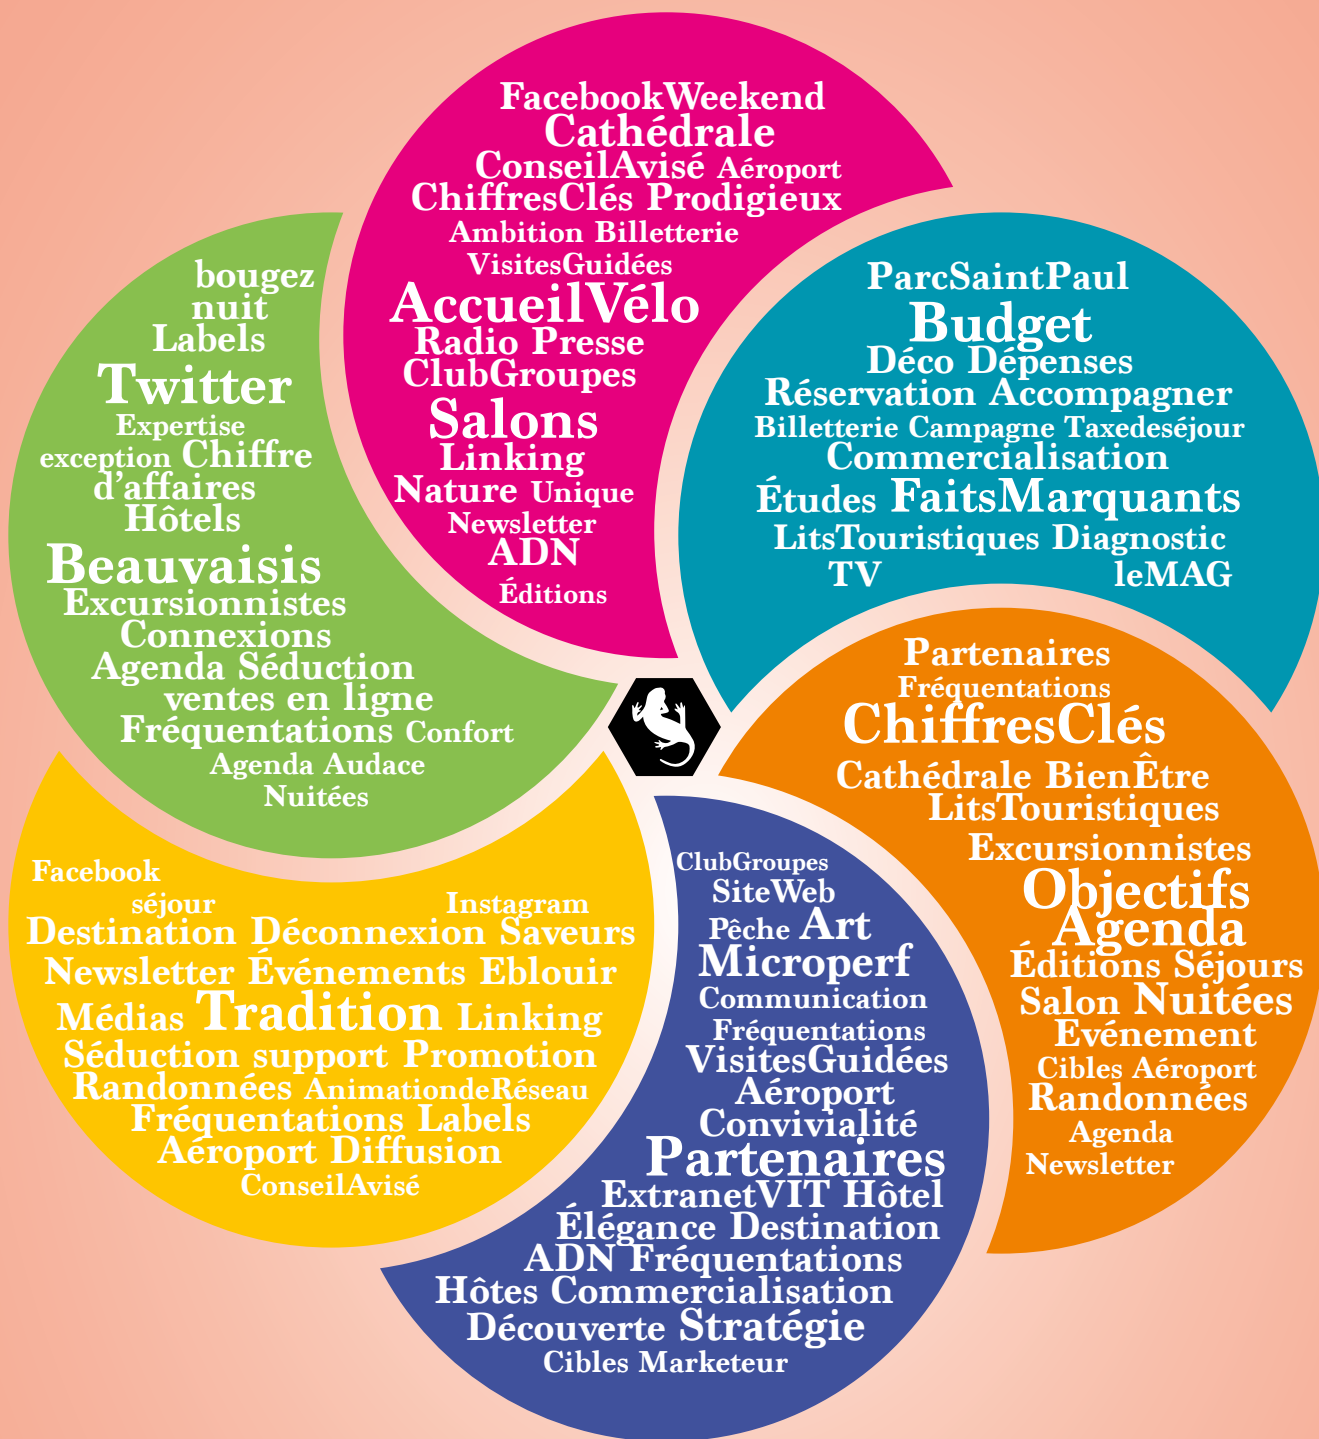 FacebookWeekend
Cathédrale
ConseilAvisé Aéroport
ChiffresClés Prodigieux
Ambition Billetterie
VisitesGuidées
AccueilVélo
Radio Presse
ClubGroupes
Salons
Linking
Nature Unique
Newsletter
ADN
Éditions
ParcSaintPaul
Budget
Déco Dépenses
Réservation Accompagner
Billetterie Campagne Taxedeséjour
Commercialisation
Études FaitsMarquants
LitsTouristiques Diagnostic
TV leMAG
Partenaires
Fréquentations
ChiffresClés
Cathédrale BienÊtre
LitsTouristiques
Excursionnistes
Objectifs
Agenda
Éditions Séjours
Salon Nuitées
Evénement
Cibles Aéroport
Randonnées
Agenda
Newsletter
ClubGroupes
SiteWeb
Pêche Art
Microperf
Communication
Fréquentations
VisitesGuidées
Aéroport
Convivialité
Partenaires
ExtranetVIT Hôtel
Élégance Destination
ADN Fréquentations
Hôtes Commercialisation
Découverte Stratégie
Cibles Marketeur
Facebook
séjour Instagram
Destination Déconnexion Saveurs
Newsletter Événements Eblouir
Médias Tradition Linking
Séduction support Promotion
Randonnées AnimationdeRéseau
Fréquentations Labels
Aéroport Diffusion
ConseilAvisé
bougez
nuit
Labels
Twitter
Expertise
exception Chiffre
d'affaires
Hôtels
Beauvaisis
Excursionnistes
Connexions
Agenda Séduction
ventes en ligne
Fréquentations Confort
Agenda Audace
Nuitées